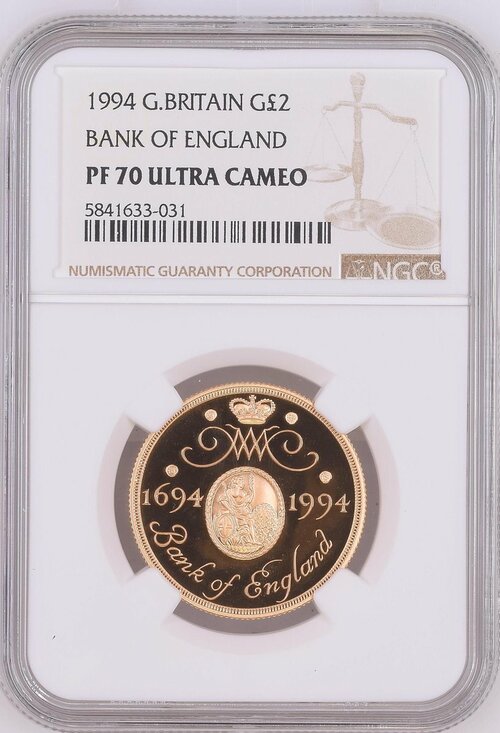 1994 G.BRITAIN G£2
BANK OF ENGLAND
PF 70 ULTRA CAMEO
5841633-031
NUMISMATIC GUARANTY CORPORATION
NGC®
WM
1694 1994
Bank of England